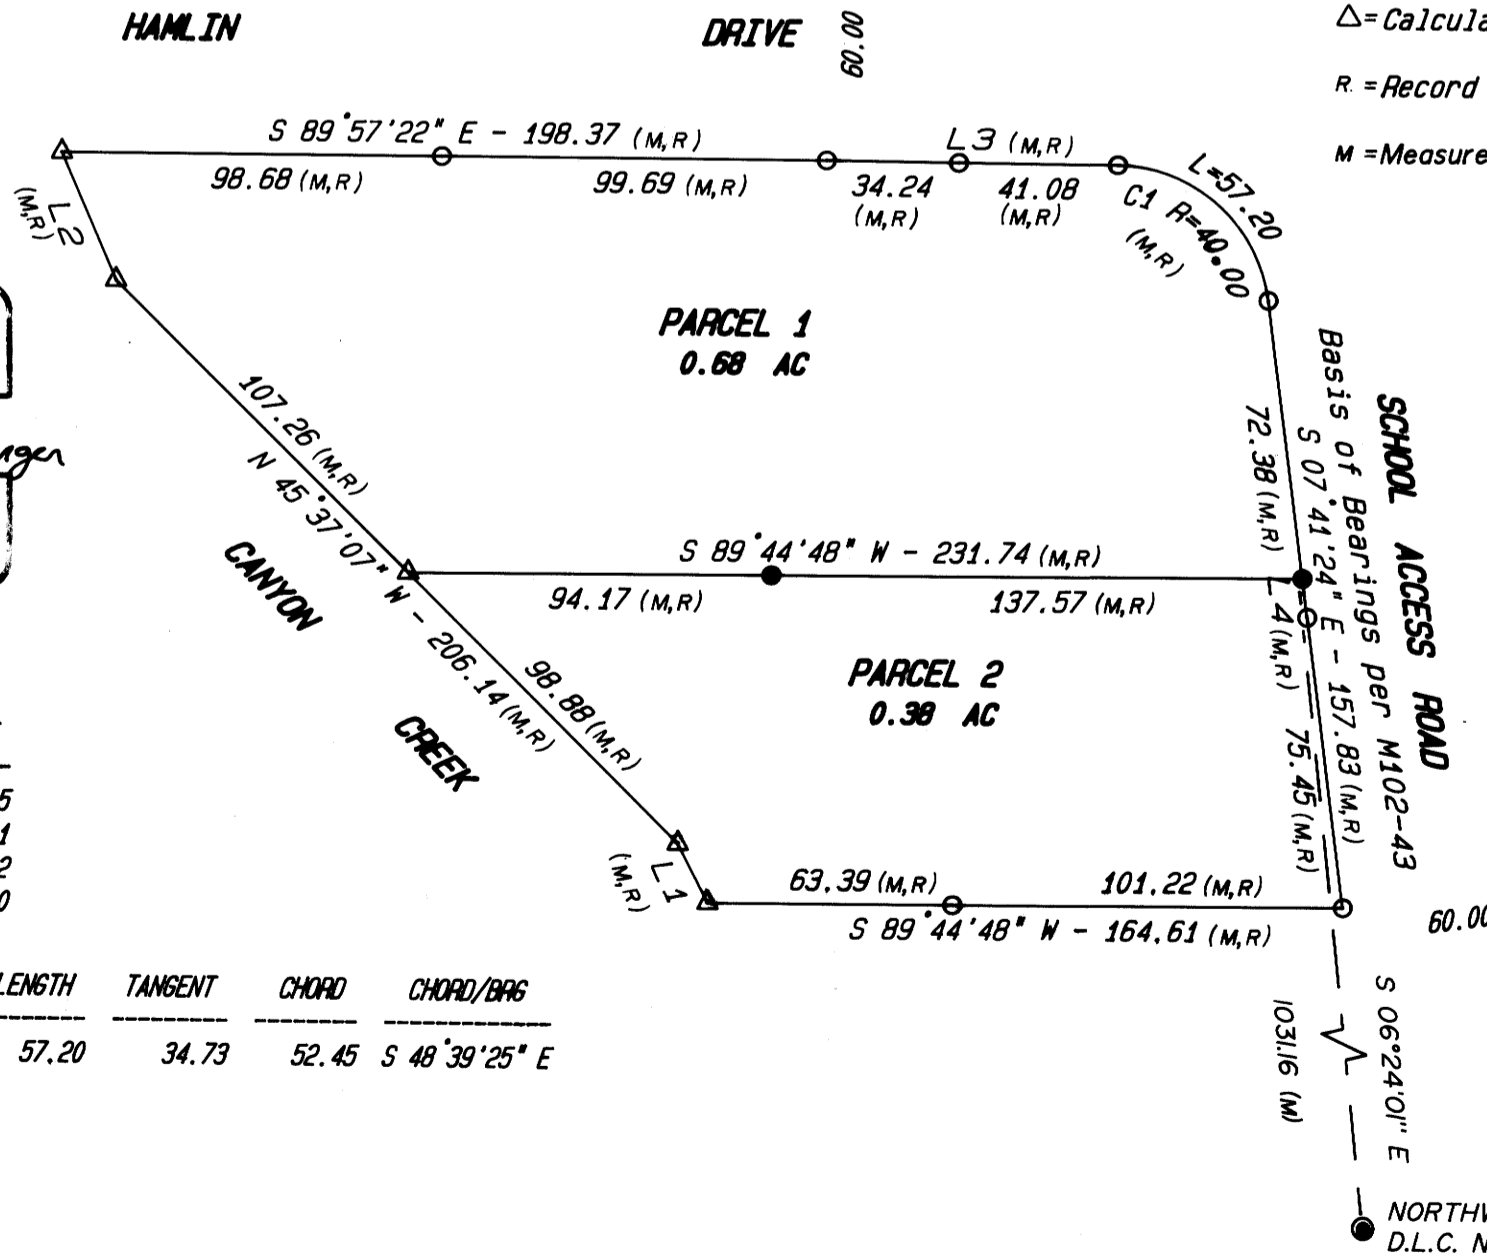 HAMLIN DRIVE
60.00
△= Calcula
R. = Record
M = Measure
S 89°57'22" E - 198.37 (M,R)
L3 (M,R)
98.68 (M,R)
99.69 (M,R)
34.24 (M,R)
41.08 (M,R)
L=57.20
C1 R=40.00
(M,R)
L2
(M,R)
PARCEL 1
0.68 AC
72.38 (M,R)
Basis of Bearings per M102-43
S 07°41'24" E - 157.83 (M,R)
SCHOOL ACCESS ROAD
107.26 (M,R)
N 45°37'07" W - 206.14 (M,R)
CANYON
CREEK
S 89°44'48" W - 231.74 (M,R)
94.17 (M,R)
137.57 (M,R)
L4 (M,R)
75.45 (M,R)
PARCEL 2
0.38 AC
98.88 (M,R)
L1
(M,R)
63.39 (M,R)
101.22 (M,R)
S 89°44'48" W - 164.61 (M,R)
60.00
5
1
2
0
LENGTH TANGENT CHORD CHORD/BRG
57.20 34.73 52.45 S 48°39'25" E
S 06°24'01" E
1031.16 (M)
NORTHW
D.L.C. N